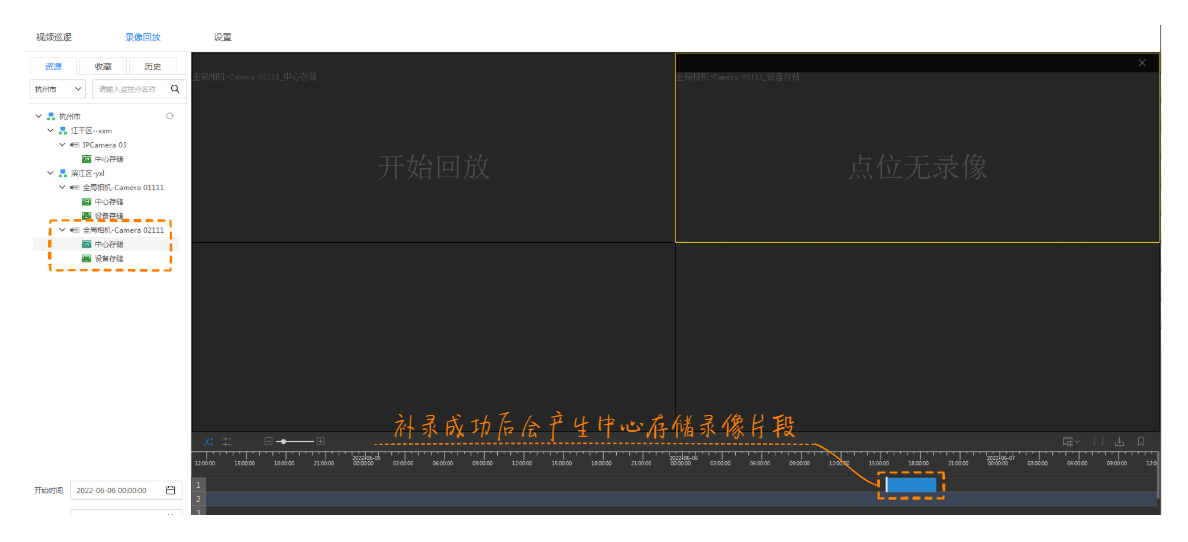 视频巡逻 录像回放 设置
资源 收藏 历史
杭州市 请输入监控点名称
杭州市
江干区--xxm
IPCamera 03
中心存储
滨江区-yxl
全局相机-Camera 01111
中心存储
设备存储
全局相机-Camera 02111
中心存储
设备存储
开始时间 2022-06-06 00:00:00
全局相机-Camera 02111_中心存储
开始回放
全局相机-Camera 02111_设备存储
点位无录像
补录成功后会产生中心存储录像片段
2022-06-05 2022-06-06 2022-06-07
12:00:00 15:00:00 18:00:00 21:00:00 00:00:00 03:00:00 06:00:00 09:00:00 12:00:00 15:00:00 18:00:00 21:00:00 00:00:00 03:00:00 06:00:00 09:00:00 12:00:00 15:00:00 18:00:00 21:00:00 00:00:00 03:00:00 06:00:00 09:00:00 12:0
1
2
3